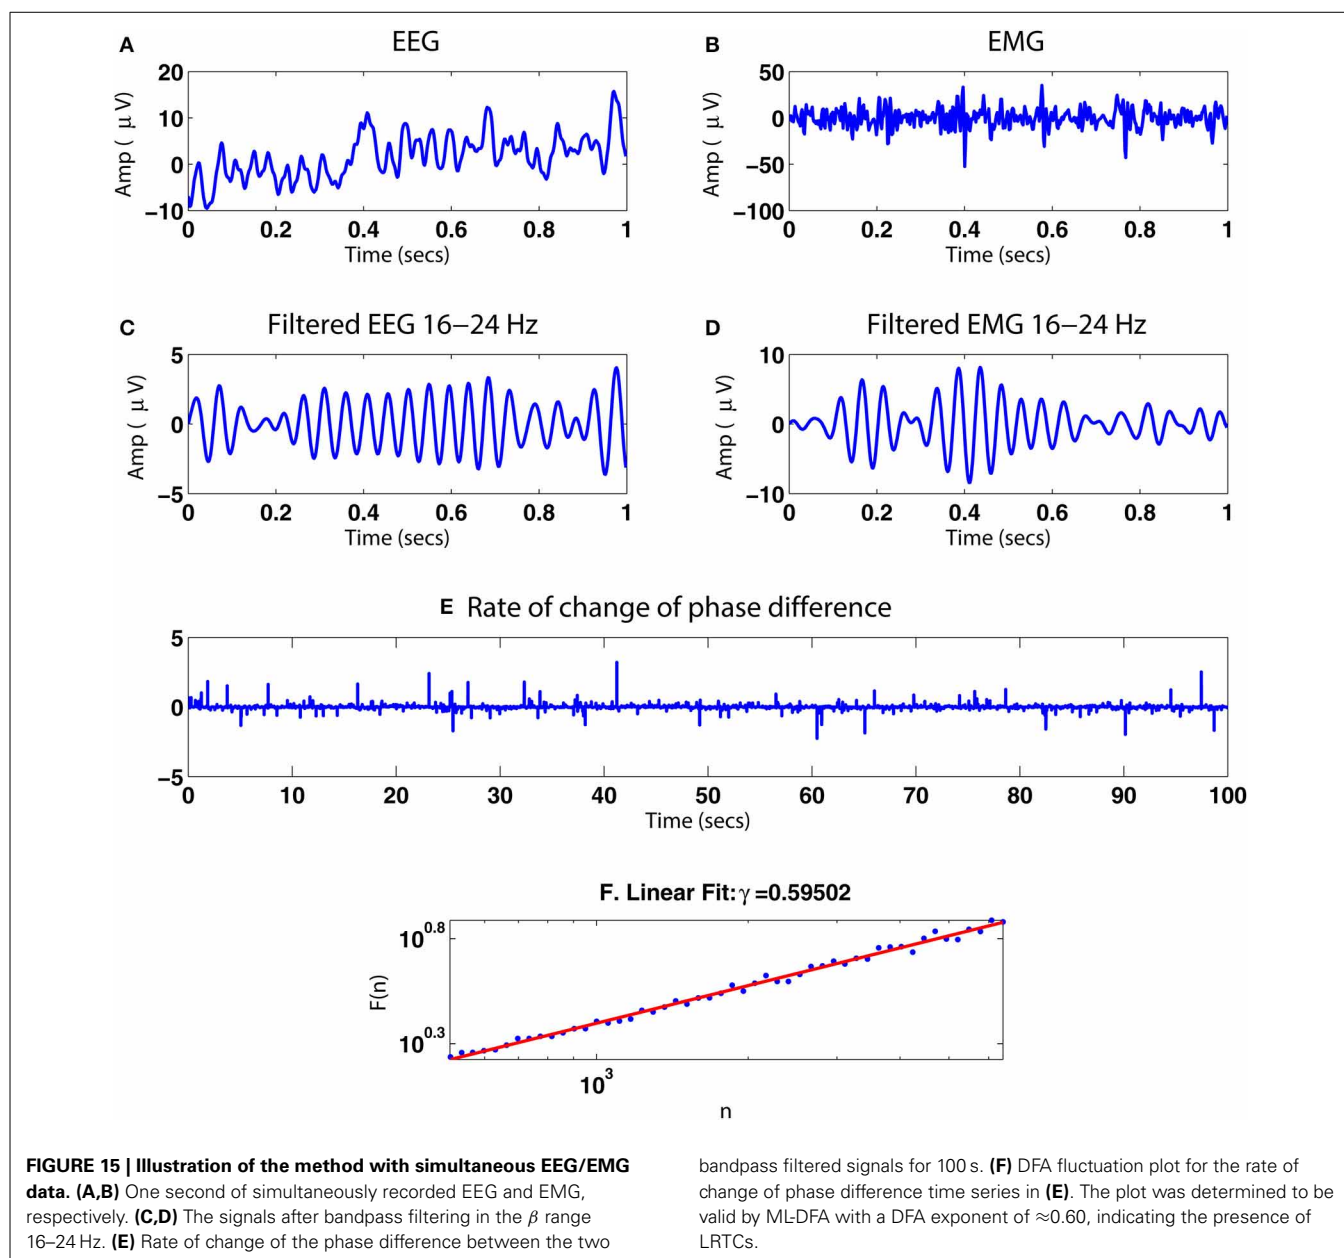 A EEG
Amp ( μ V)
20
10
0
−10
0 0.2 0.4 0.6 0.8 1
Time (secs)
B EMG
Amp ( μ V)
50
0
−50
−100
0 0.2 0.4 0.6 0.8 1
Time (secs)
C Filtered EEG 16−24 Hz
Amp ( μ V)
5
0
−5
0 0.2 0.4 0.6 0.8 1
Time (secs)
D Filtered EMG 16−24 Hz
Amp ( μ V)
10
0
−10
0 0.2 0.4 0.6 0.8 1
Time (secs)
E Rate of change of phase difference
5
0
−5
0 10 20 30 40 50 60 70 80 90 100
Time (secs)
F. Linear Fit: γ =0.59502
F(n)
10^0.8
10^0.3
10^3
n
FIGURE 15 | Illustration of the method with simultaneous EEG/EMG
data. (A,B) One second of simultaneously recorded EEG and EMG,
respectively. (C,D) The signals after bandpass filtering in the β range
16–24 Hz. (E) Rate of change of the phase difference between the two
bandpass filtered signals for 100 s. (F) DFA fluctuation plot for the rate of
change of phase difference time series in (E). The plot was determined to be
valid by ML-DFA with a DFA exponent of ≈0.60, indicating the presence of
LRTCs.